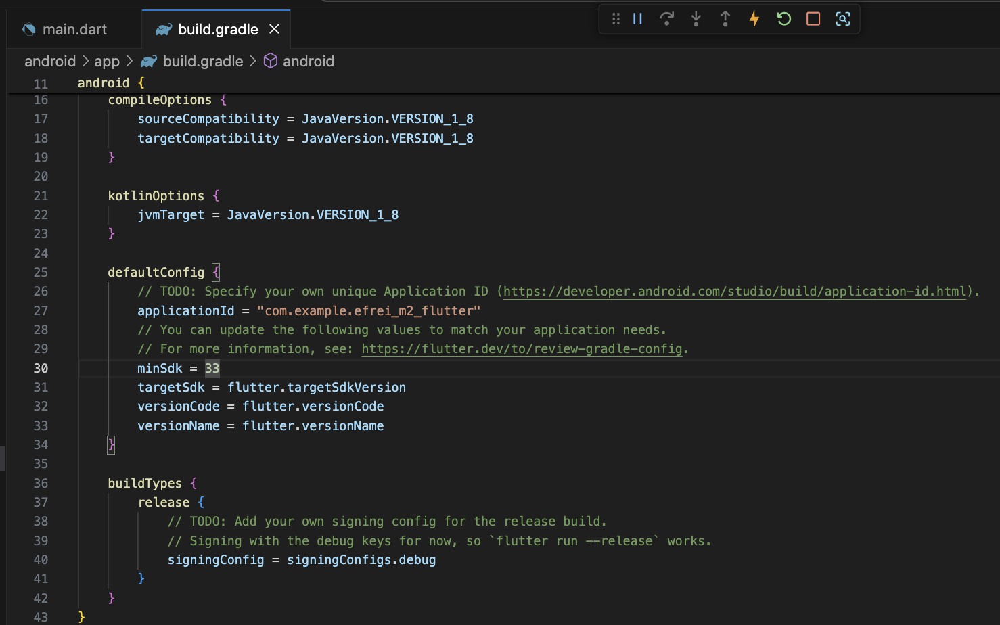 main.dart
build.gradle
android > app > build.gradle > android
11 android {
16 compileOptions {
17 sourceCompatibility = JavaVersion.VERSION_1_8
18 targetCompatibility = JavaVersion.VERSION_1_8
19 }
20
21 kotlinOptions {
22 jvmTarget = JavaVersion.VERSION_1_8
23 }
24
25 defaultConfig {
26 // TODO: Specify your own unique Application ID (https://developer.android.com/studio/build/application-id.html).
27 applicationId = "com.example.efrei_m2_flutter"
28 // You can update the following values to match your application needs.
29 // For more information, see: https://flutter.dev/to/review-gradle-config.
30 minSdk = 33
31 targetSdk = flutter.targetSdkVersion
32 versionCode = flutter.versionCode
33 versionName = flutter.versionName
34 }
35
36 buildTypes {
37 release {
38 // TODO: Add your own signing config for the release build.
39 // Signing with the debug keys for now, so `flutter run --release` works.
40 signingConfig = signingConfigs.debug
41 }
42 }
43 }